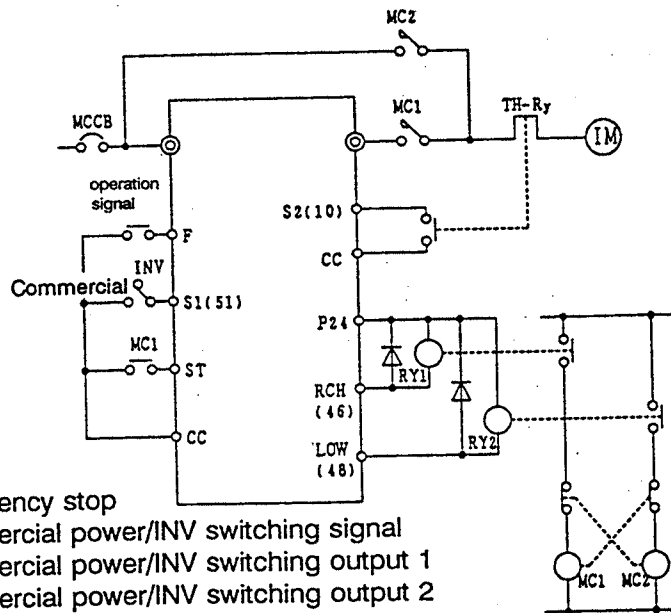 MC2
MCCB
MC1
TH-Ry
IM
operation
signal
S2(10)
F
CC
INV
Commercial
S1(51)
P24
MC1
ST
RY1
RCH
(46)
RY2
CC
LOW
(48)
ency stop
ercial power/INV switching signal
ercial power/INV switching output 1
ercial power/INV switching output 2
MC1
MC2